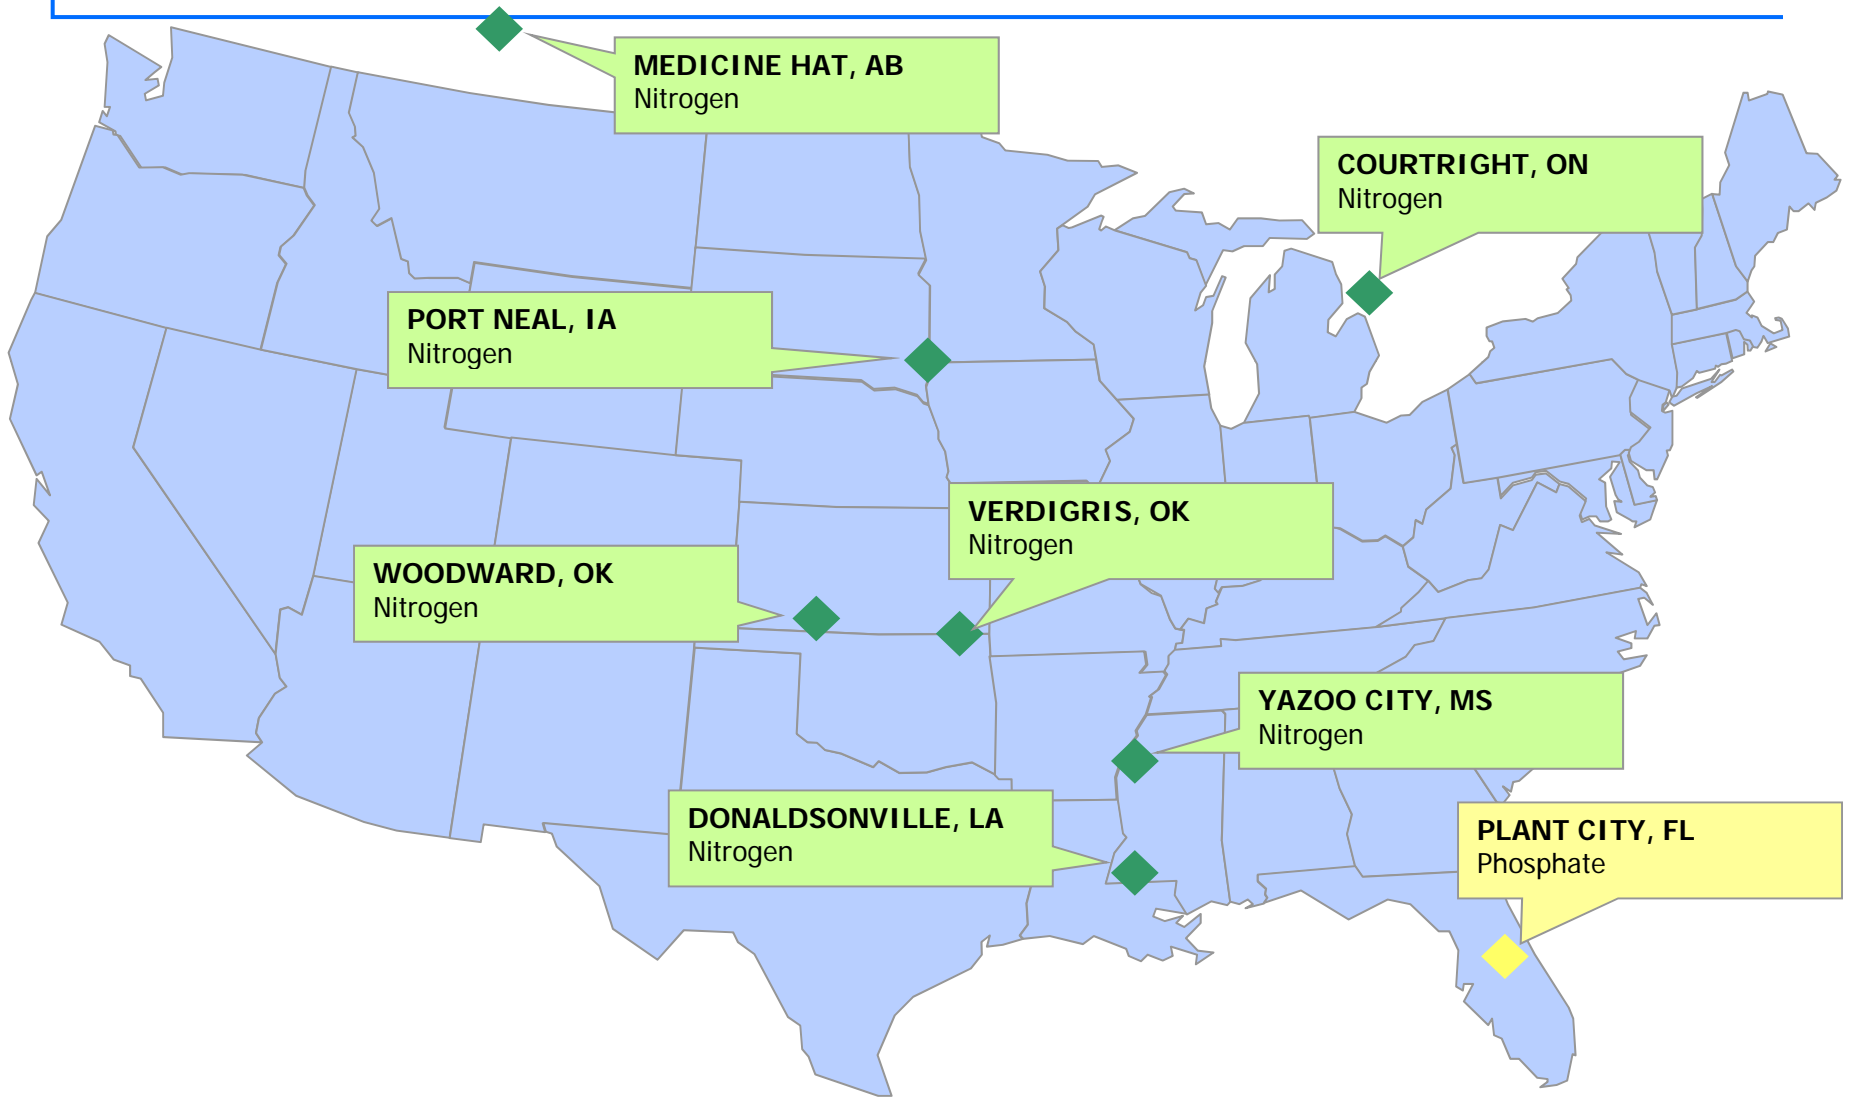 MEDICINE HAT, AB
Nitrogen
COURTRIGHT, ON
Nitrogen
PORT NEAL, IA
Nitrogen
VERDIGRIS, OK
Nitrogen
WOODWARD, OK
Nitrogen
YAZOO CITY, MS
Nitrogen
DONALDSONVILLE, LA
Nitrogen
PLANT CITY, FL
Phosphate